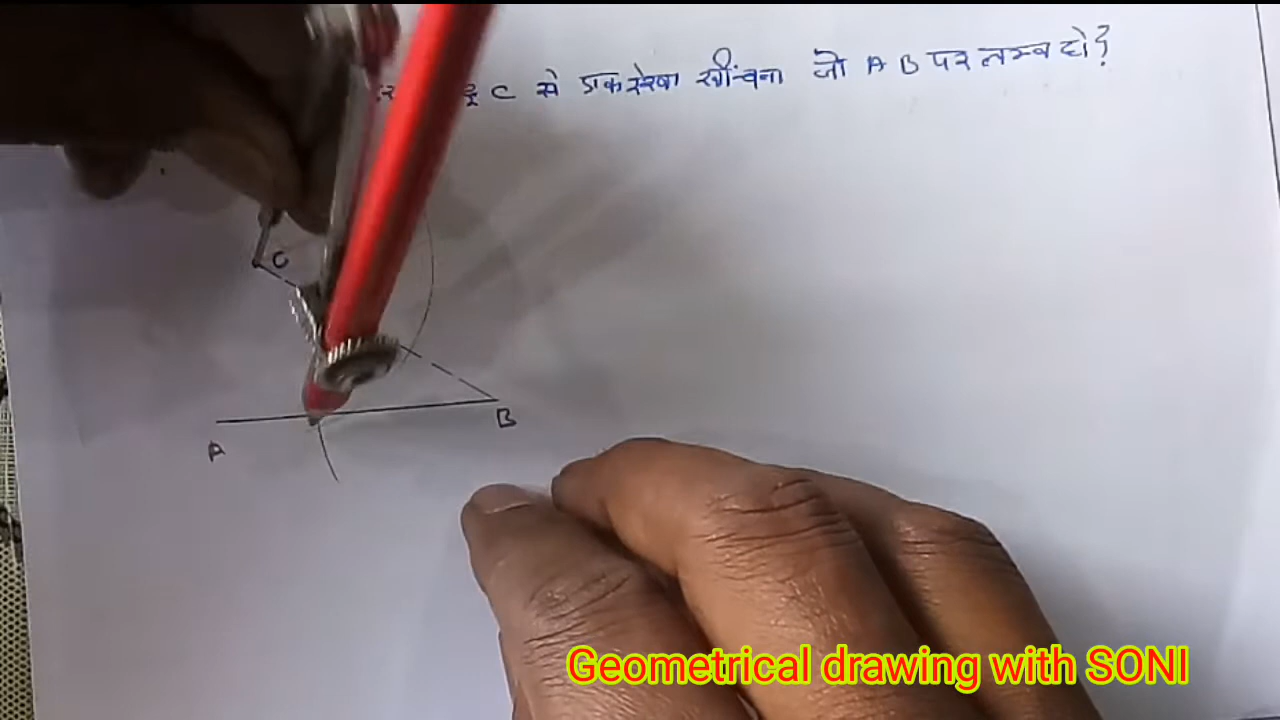 C से एक रेखा खींचना जो AB पर लम्ब हो?
C
B
A
Geometrical drawing with SONI